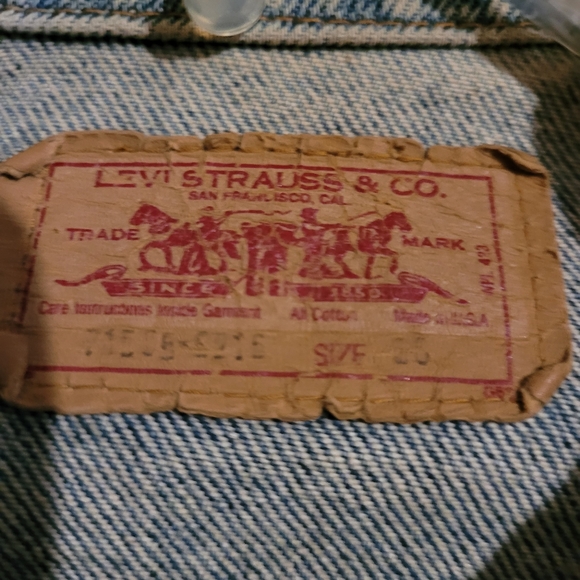 LEVI STRAUSS & CO.
SAN FRANCISCO, CAL
TRADE MARK
SINCE 1850
Care Instructions Inside Garment All Cotton Made in U.S.A
SIZE